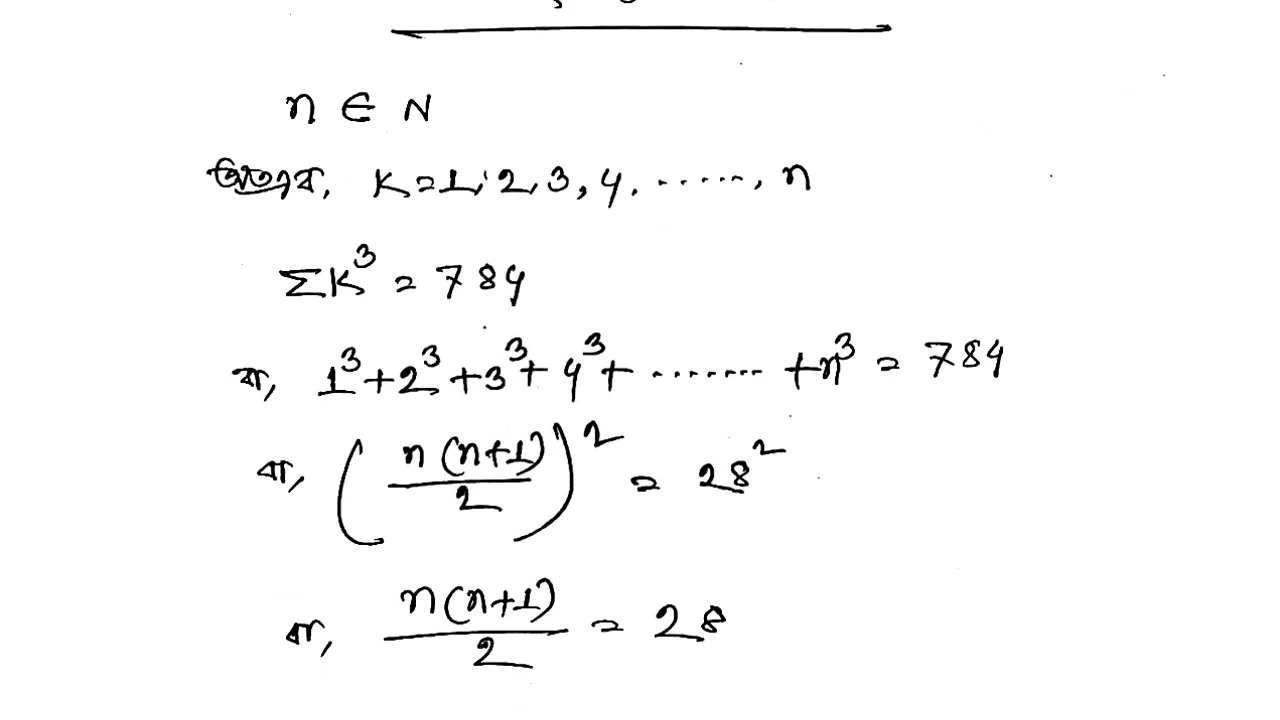 n ∈ N
অতএব, K = 1, 2, 3, 4, ......, n
ΣK³ = 784
বা, 1³ + 2³ + 3³ + 4³ + ....... + n³ = 784
বা, (n(n+1)/2)² = 28²
বা, n(n+1)/2 = 28